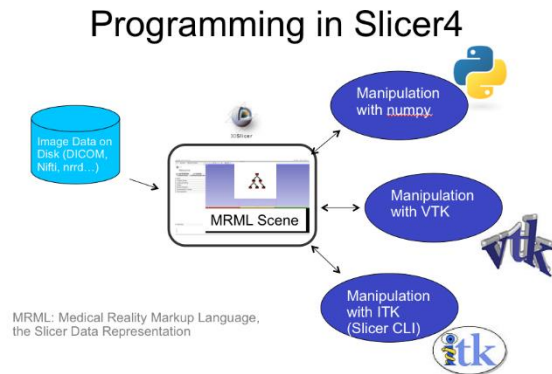 Programming in Slicer4
Image Data on
Disk (DICOM,
Nifti, nrrd...)
3DSlicer
MRML Scene
Manipulation
with numpy
Manipulation
with VTK
vtk
Manipulation
with ITK
(Slicer CLI)
itk
MRML: Medical Reality Markup Language,
the Slicer Data Representation